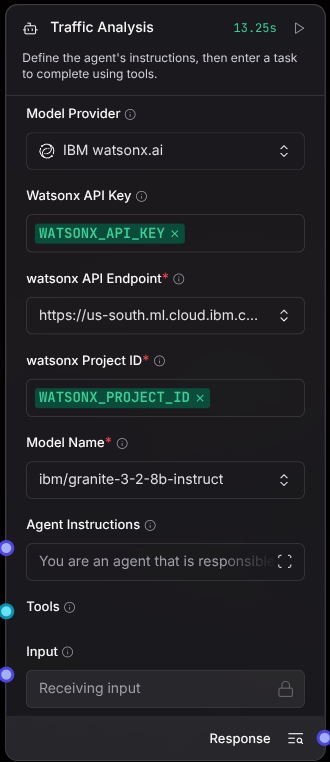 Traffic Analysis
13.25s
Define the agent's instructions, then enter a task
to complete using tools.
Model Provider
IBM watsonx.ai
Watsonx API Key
WATSONX_API_KEY ×
watsonx API Endpoint*
https://us-south.ml.cloud.ibm.c...
watsonx Project ID*
WATSONX_PROJECT_ID ×
Model Name*
ibm/granite-3-2-8b-instruct
Agent Instructions
You are an agent that is responsible
Tools
Input
Receiving input
Response